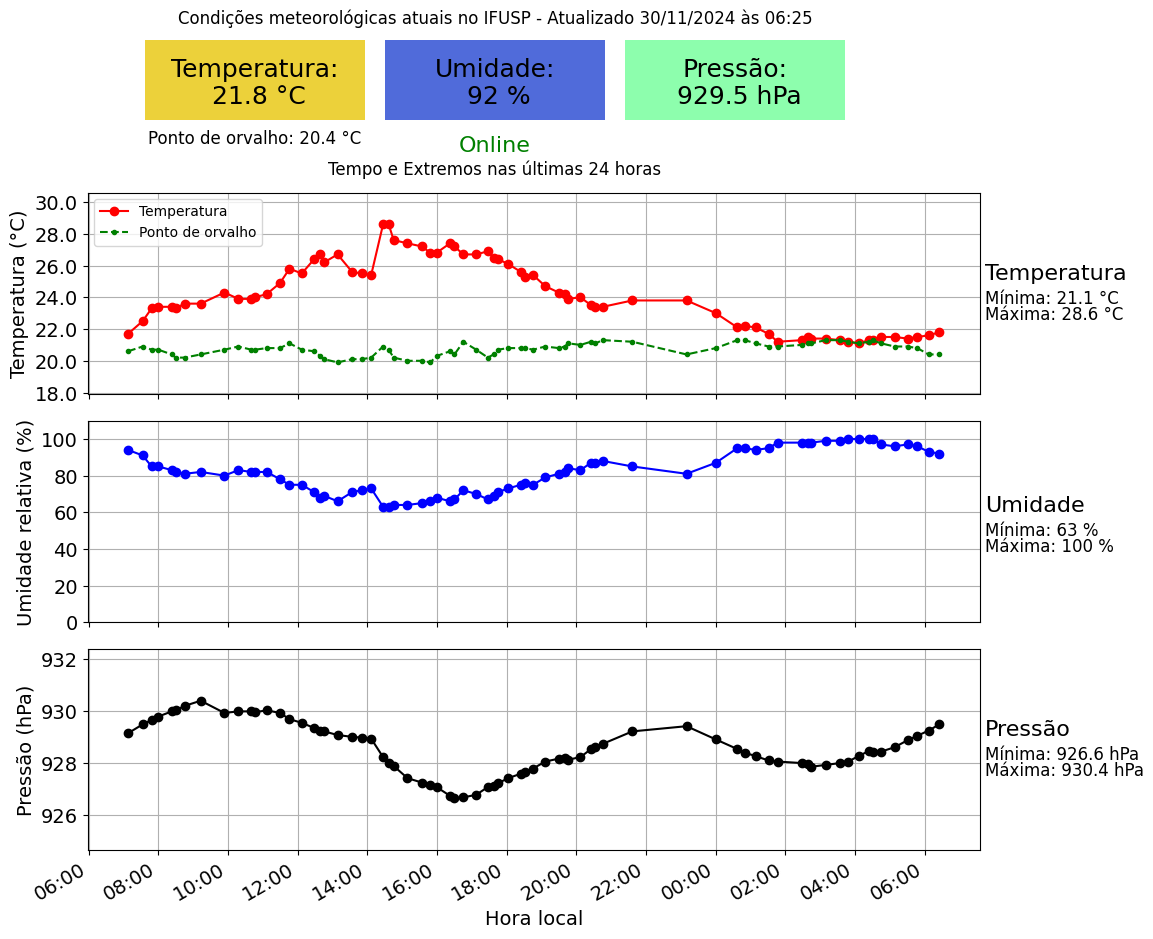 Condições meteorológicas atuais no IFUSP - Atualizado 30/11/2024 às 06:25
Temperatura:
21.8 °C
Umidade:
92 %
Pressão:
929.5 hPa
Ponto de orvalho: 20.4 °C
Online
Tempo e Extremos nas últimas 24 horas
Temperatura (°C)
30.0
28.0
26.0
24.0
22.0
20.0
18.0
Temperatura
Ponto de orvalho
Temperatura
Mínima: 21.1 °C
Máxima: 28.6 °C
Umidade relativa (%)
100
80
60
40
20
0
Umidade
Mínima: 63 %
Máxima: 100 %
Pressão (hPa)
932
930
928
926
Pressão
Mínima: 926.6 hPa
Máxima: 930.4 hPa
06:00 08:00 10:00 12:00 14:00 16:00 18:00 20:00 22:00 00:00 02:00 04:00 06:00
Hora local